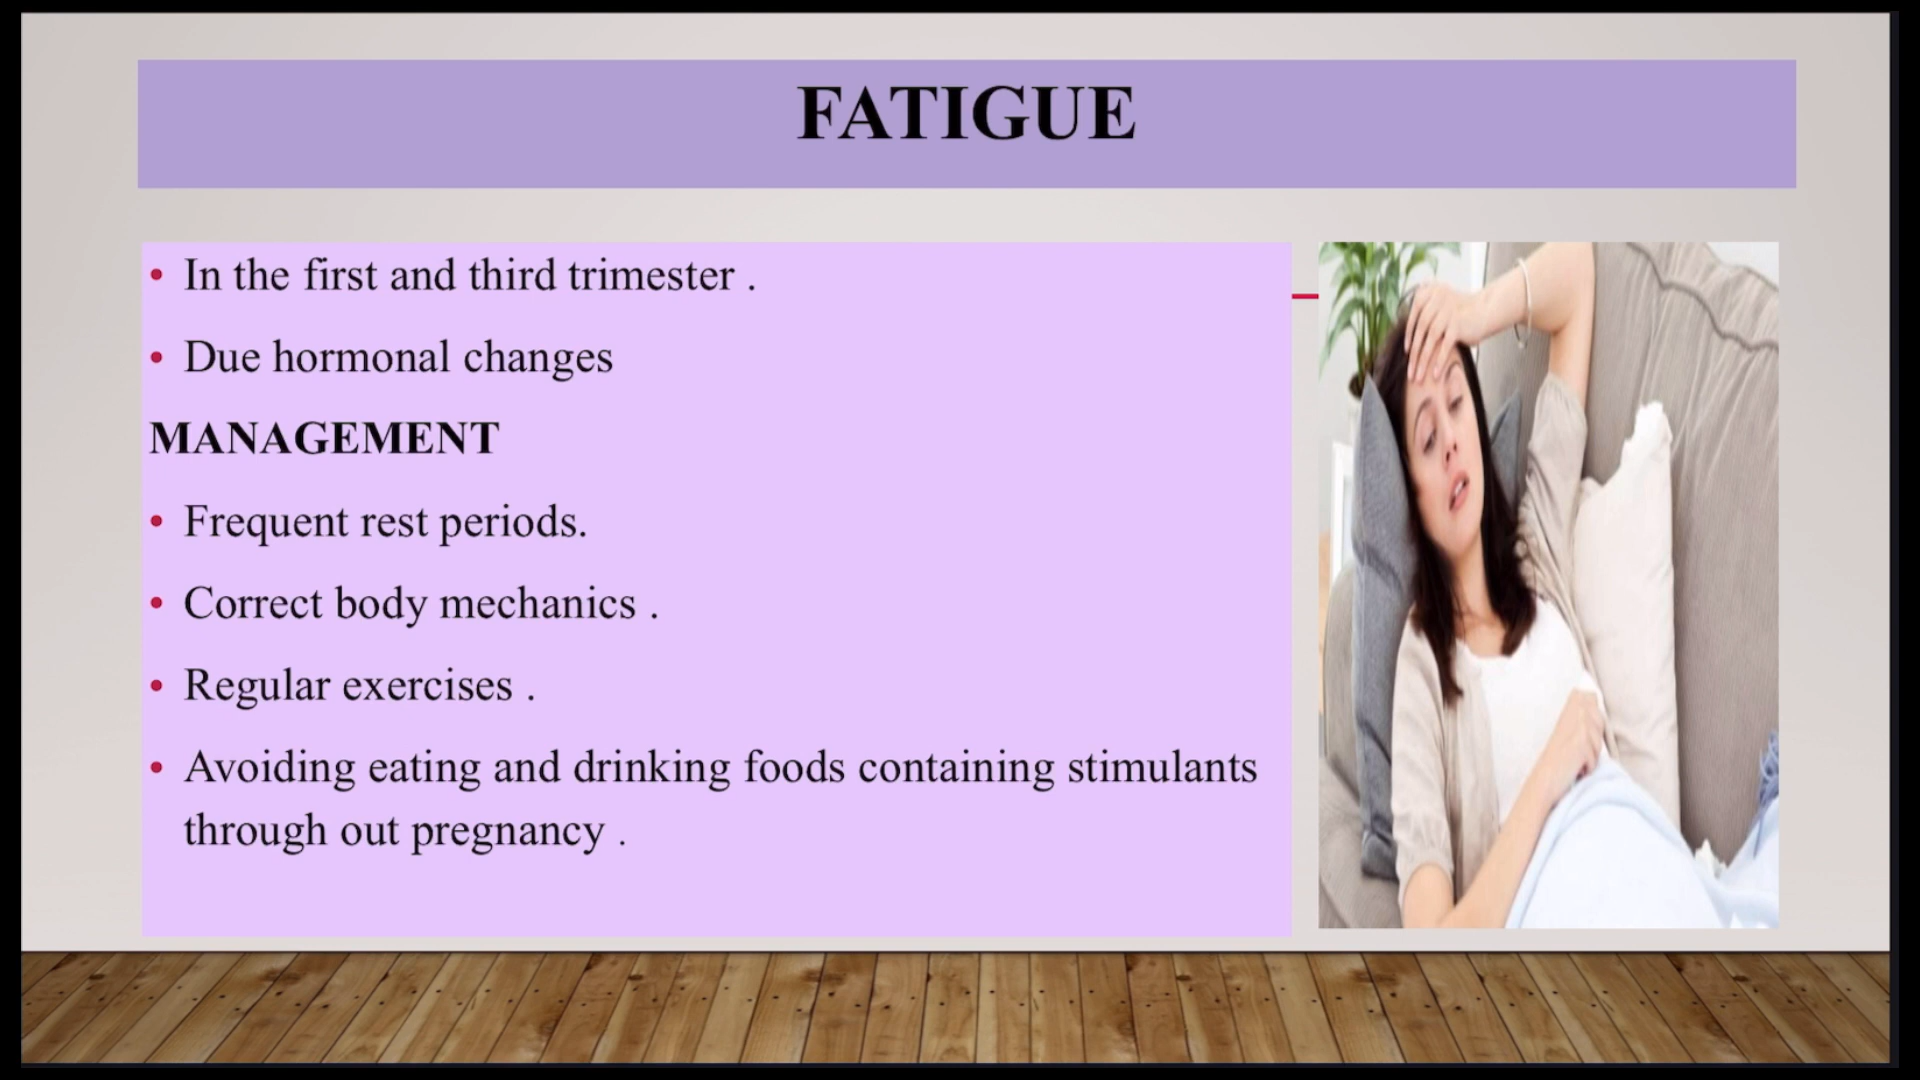 FATIGUE
• In the first and third trimester .
• Due hormonal changes
MANAGEMENT
• Frequent rest periods.
• Correct body mechanics .
• Regular exercises .
• Avoiding eating and drinking foods containing stimulants
through out pregnancy .